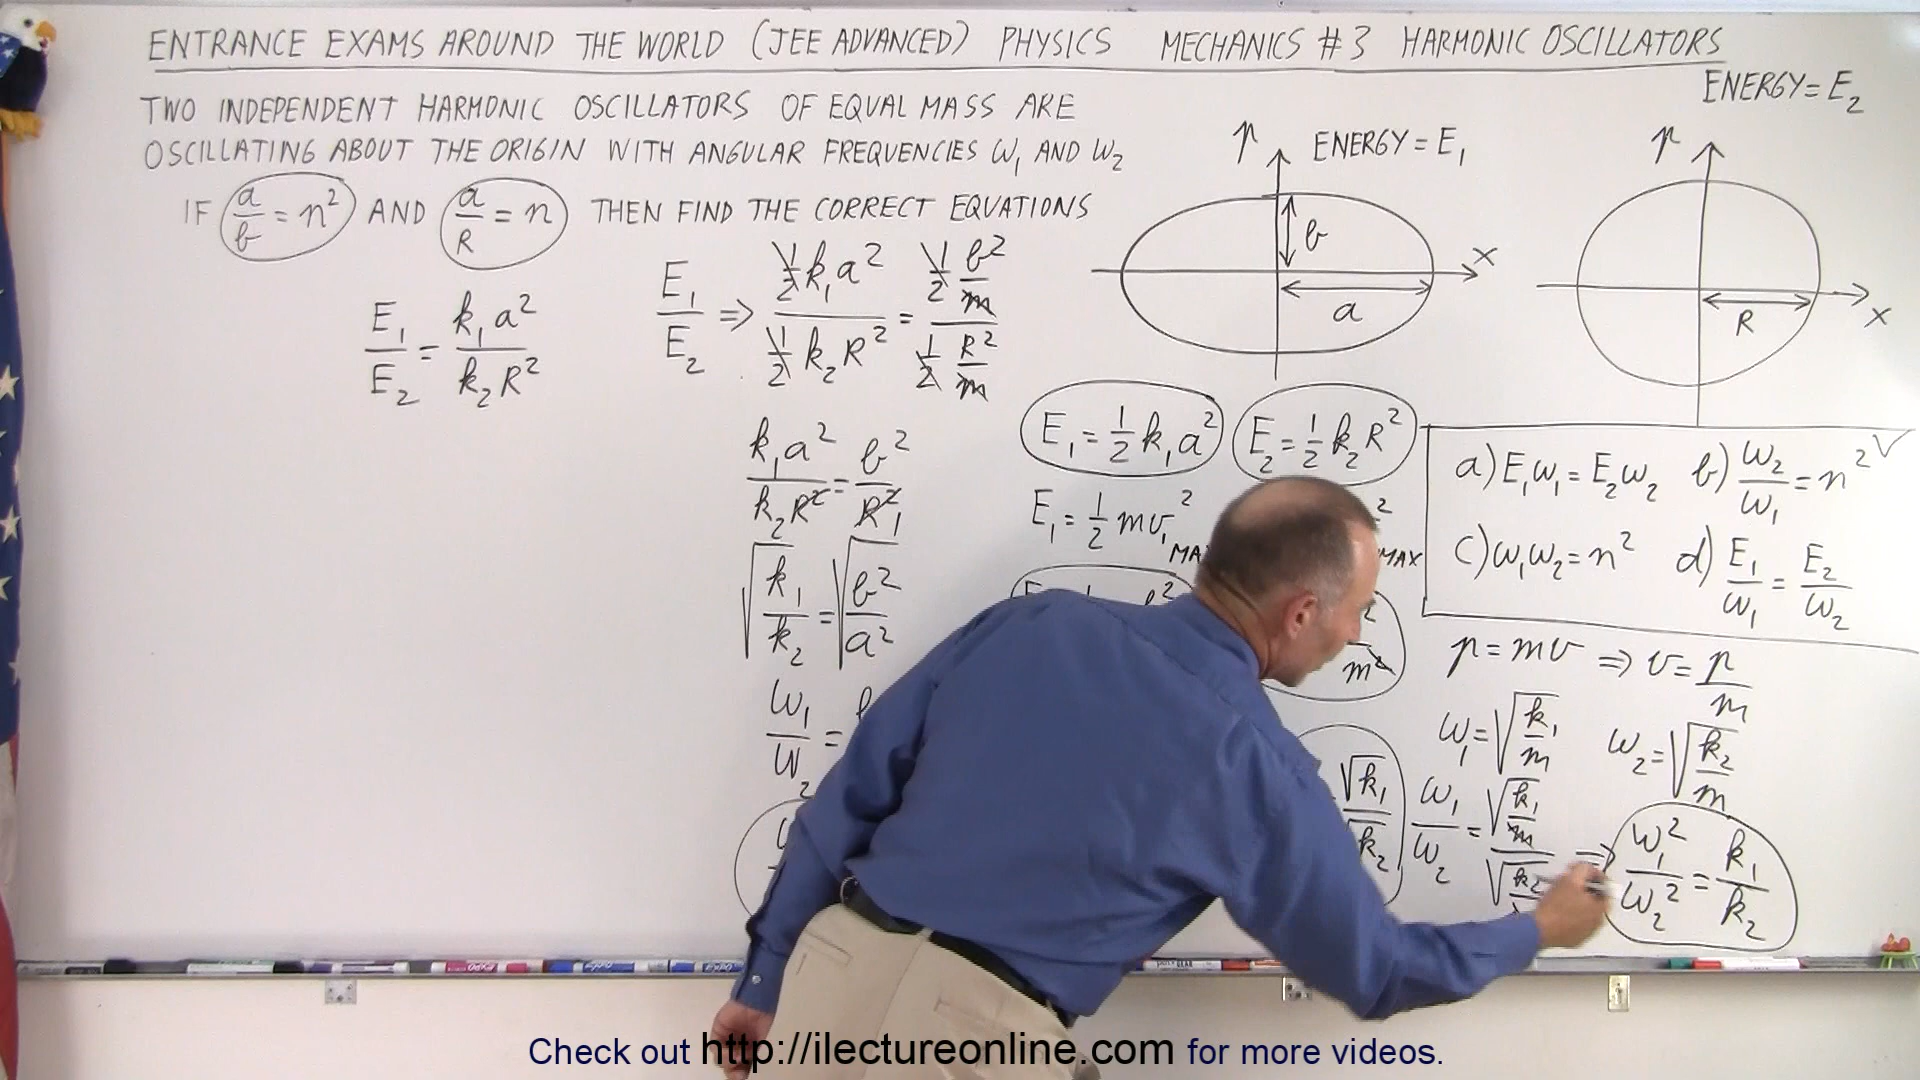 ENTRANCE EXAMS AROUND THE WORLD (JEE ADVANCED) PHYSICS MECHANICS #3 HARMONIC OSCILLATORS
TWO INDEPENDENT HARMONIC OSCILLATORS OF EQUAL MASS ARE
OSCILLATING ABOUT THE ORIGIN WITH ANGULAR FREQUENCIES ω₁ AND ω₂
IF a/b = n² AND a/R = n THEN FIND THE CORRECT EQUATIONS
E₁/E₂ = k₁a²/k₂R²
E₁/E₂ ⇒ ½k₁a² / ½k₂R² = ½ b²/m / ½ R²/m
k₁a²/k₂R² = b²/R²
1
√(k₁/k₂) = √(b²/a²)
ω₁/ω₂ =
p ENERGY = E₁
b
a
x
ENERGY = E₂
p
R
x
E₁ = ½k₁a² E₂ = ½k₂R²
E₁ = ½mv₁²
MAX
m²
a) E₁ω₁ = E₂ω₂ b) ω₂/ω₁ = n² ✓
c) ω₁ω₂ = n² d) E₁/ω₁ = E₂/ω₂
p = mv ⇒ v = p/m
ω₁ = √(k₁/m) ω₂ = √(k₂/m)
√k₁/√k₂
ω₁/ω₂ = √(k₁/m) / √(k₂ ⇒ ω₁²/ω₂² = k₁/k₂
Check out http://ilectureonline.com for more videos.